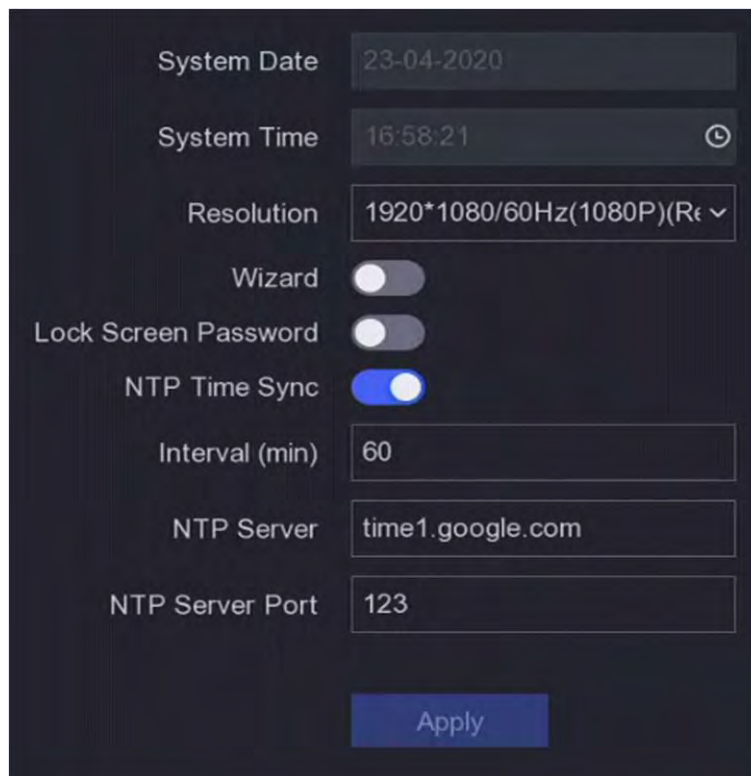 System Date 23-04-2020
System Time 16:58:21
Resolution 1920*1080/60Hz(1080P)(Re
Wizard
Lock Screen Password
NTP Time Sync
Interval (min) 60
NTP Server time1.google.com
NTP Server Port 123
Apply